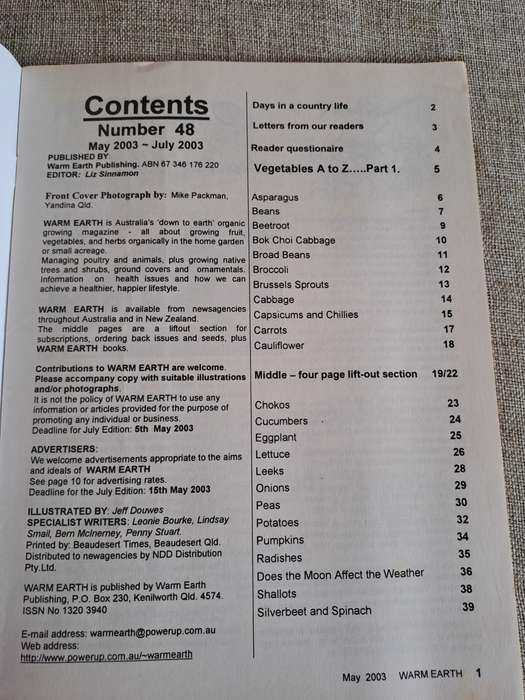 Contents
Number 48
May 2003 ~ July 2003
PUBLISHED BY:
Warm Earth Publishing. ABN 67 346 176 220
EDITOR: Liz Sinnamon
Front Cover Photograph by: Mike Packman,
Yandina Qld.
WARM EARTH is Australia's 'down to earth' organic
growing magazine - all about growing fruit,
vegetables, and herbs organically in the home garden
or small acreage.
Managing poultry and animals, plus growing native
trees and shrubs, ground covers and ornamentals.
Information on health issues and how we can
achieve a healthier, happier lifestyle.
WARM EARTH is available from newsagencies
throughout Australia and in New Zealand.
The middle pages are a liftout section for
subscriptions, ordering back issues and seeds, plus
WARM EARTH books.
Contributions to WARM EARTH are welcome.
Please accompany copy with suitable illustrations
and/or photographs.
It is not the policy of WARM EARTH to use any
information or articles provided for the purpose of
promoting any individual or business.
Deadline for July Edition: 5th May 2003
ADVERTISERS:
We welcome advertisements appropriate to the aims
and ideals of WARM EARTH
See page 10 for advertising rates.
Deadline for the July Edition: 15th May 2003
ILLUSTRATED BY: Jeff Douwes
SPECIALIST WRITERS: Leonie Bourke, Lindsay
Smail, Bern McInerney, Penny Stuart.
Printed by: Beaudesert Times, Beaudesert Qld.
Distributed to newagencies by NDD Distribution
Pty.Ltd.
WARM EARTH is published by Warm Earth
Publishing, P.O. Box 230, Kenilworth Qld. 4574.
ISSN No 1320 3940
E-mail address: warmearth@powerup.com.au
Web address:
http://www.powerup.com.au/~warmearth
Days in a country life 2
Letters from our readers 3
Reader questionaire 4
Vegetables A to Z.....Part 1. 5
Asparagus 6
Beans 7
Beetroot 9
Bok Choi Cabbage 10
Broad Beans 11
Broccoli 12
Brussels Sprouts 13
Cabbage 14
Capsicums and Chillies 15
Carrots 17
Cauliflower 18
Middle – four page lift-out section 19/22
Chokos 23
Cucumbers 24
Eggplant 25
Lettuce 26
Leeks 28
Onions 29
Peas 30
Potatoes 32
Pumpkins 34
Radishes 35
Does the Moon Affect the Weather 36
Shallots 38
Silverbeet and Spinach 39
May 2003 WARM EARTH 1